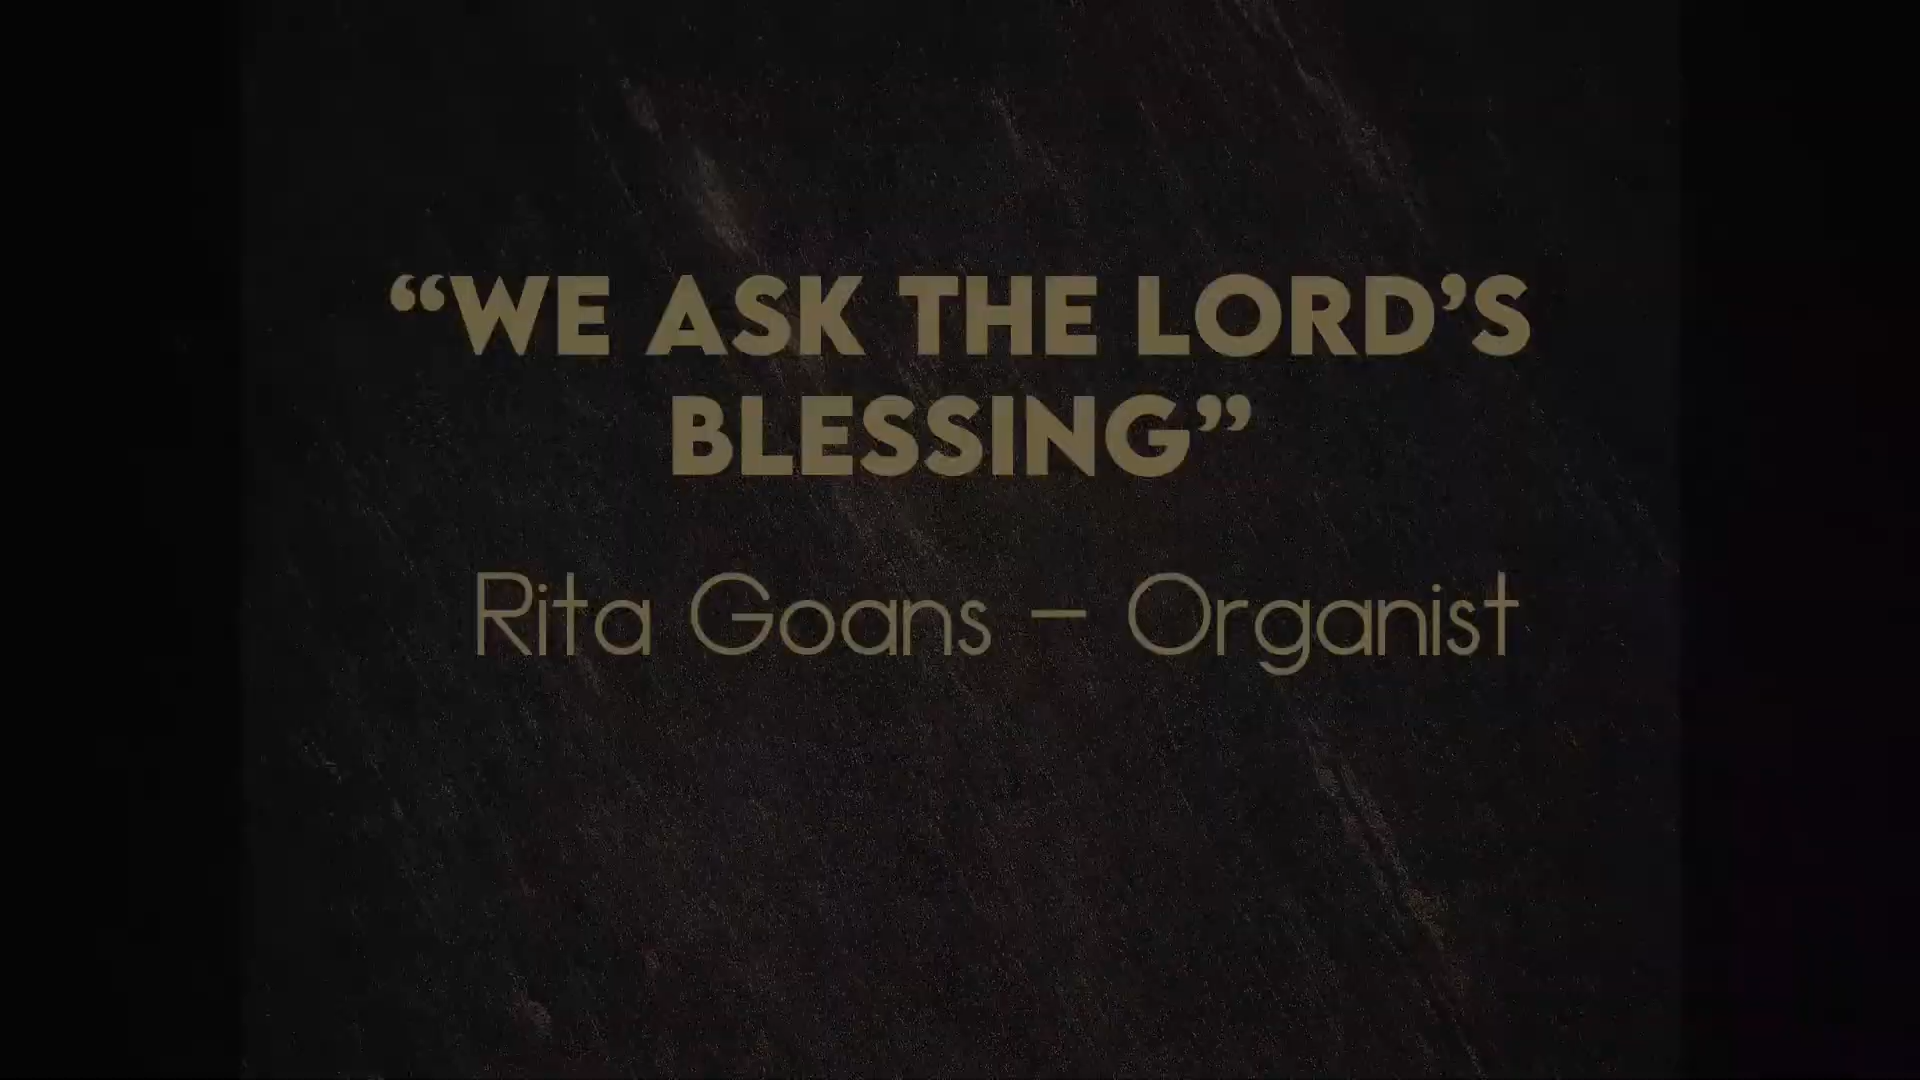 “WE ASK THE LORD’S
BLESSING”
Rita Goans – Organist